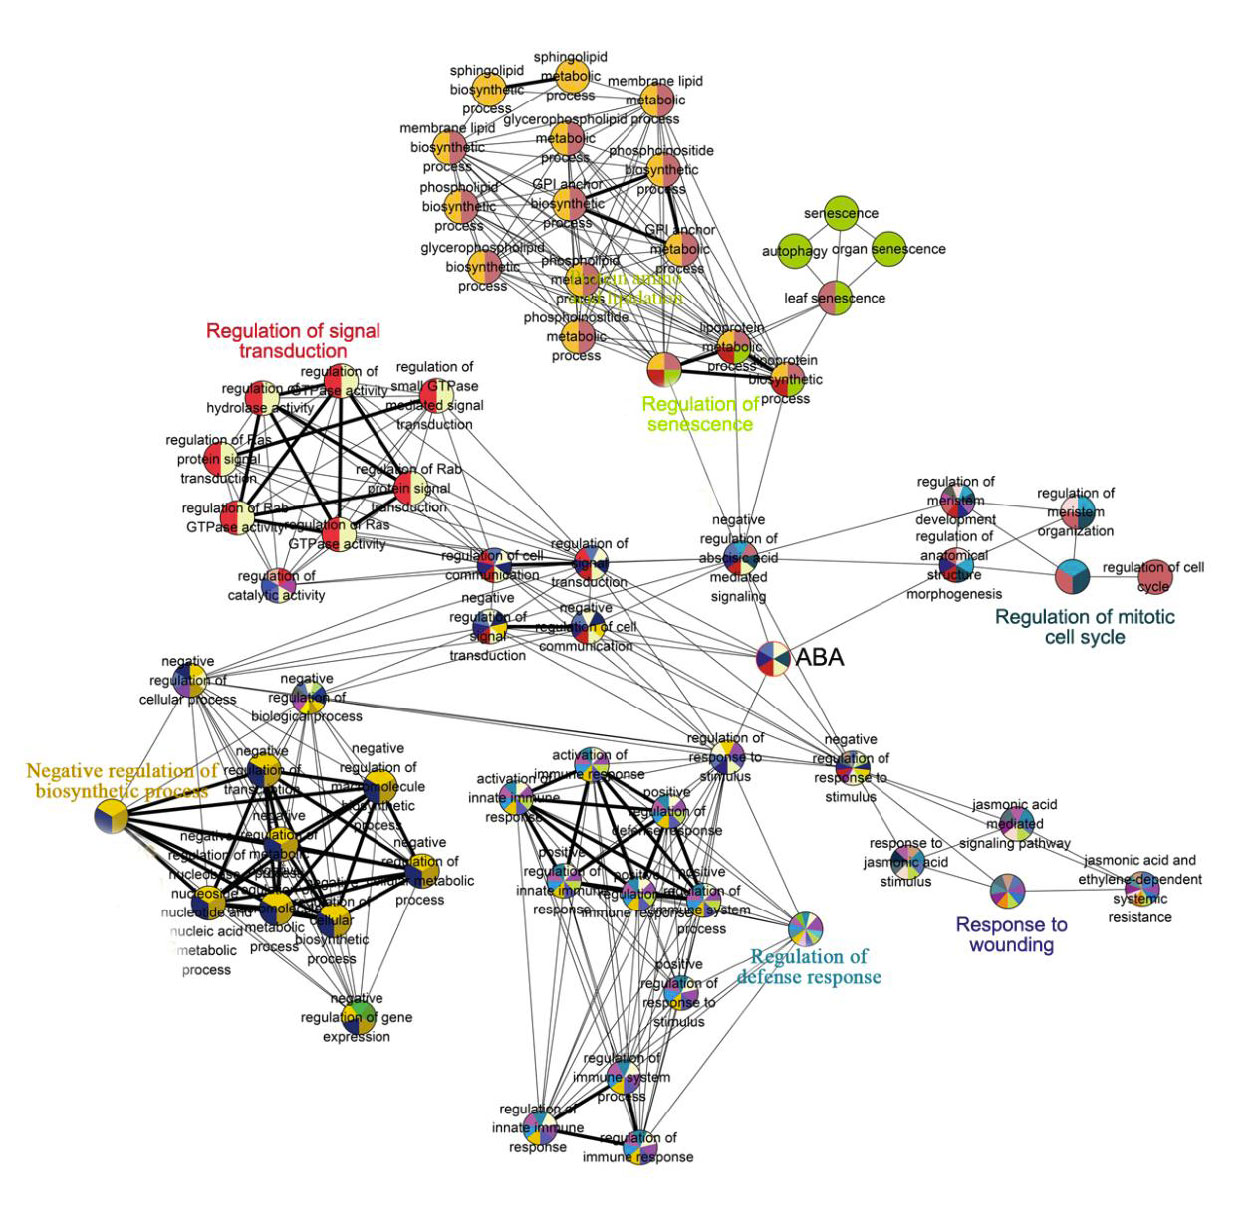 sphingolipid
biosynthetic
process
sphingolipid
metabolic
process
membrane lipid
metabolic
process
membrane lipid
biosynthetic
process
glycerophospholipid
metabolic
process
phosphoinositide
biosynthetic
process
phospholipid
biosynthetic
process
GPI anchor
biosynthetic
process
GPI anchor
metabolic
process
glycerophospholipid
biosynthetic
process
phospholipid
metabolic
process
phosphoinositide
metabolic
process
senescence
autophagy
organ senescence
leaf senescence
lipoprotein
metabolic
process
lipoprotein
biosynthetic
process
Regulation of
senescence
Regulation of signal
transduction
regulation of
hydrolase activity
regulation of
GTPase activity
regulation of
small GTPase
mediated signal
transduction
regulation of Ras
protein signal
transduction
regulation of Rab
protein signal
transduction
regulation of Rab
GTPase activity
regulation of Ras
GTPase activity
regulation of
catalytic activity
regulation of cell
communication
regulation of
signal
transduction
negative
regulation of
signal
transduction
negative
regulation of cell
communication
negative
regulation of
abscisic acid
mediated
signaling
regulation of
meristem
development
regulation of
meristem
organization
regulation of
anatomical
structure
morphogenesis
regulation of cell
cycle
Regulation of mitotic
cell sycle
ABA
negative
regulation of
cellular process
negative
regulation of
biological process
Negative regulation of
biosynthetic process
negative
regulation of
transcription
negative
regulation of
macromolecule
biosynthetic
process
negative
regulation of
metabolic
process
negative
regulation of
cellular metabolic
process
negative
regulation of
nucleobase
nucleoside
nucleotide and
nucleic acid
metabolic
process
regulation of
macromolecule
metabolic
process
negative
regulation of
cellular
biosynthetic
process
negative
regulation of gene
expression
regulation of
response to
stimulus
negative
regulation of
response to
stimulus
activation of
immune response
activation of
innate immune
response
positive
regulation of
defense response
positive
regulation of
innate immune
response
positive
regulation of
immune response
regulation of
immune system
process
Regulation of
defense response
positive
regulation of
response to
stimulus
regulation of
immune system
process
regulation of
innate immune
response
regulation of
immune response
jasmonic acid
mediated
signaling pathway
response to
jasmonic acid
stimulus
jasmonic acid and
ethylene-dependent
systemic
resistance
Response to
wounding